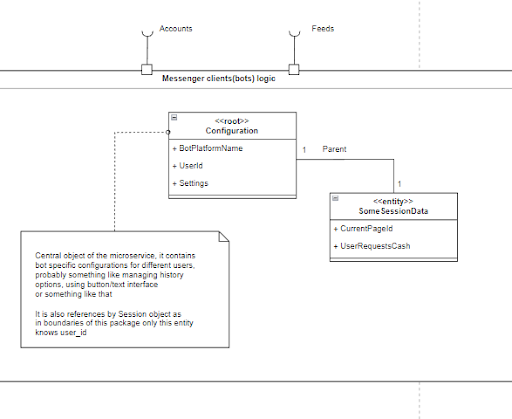 Accounts
Feeds
Messenger clients(bots) logic
<<root>>
Configuration
+ BotPlatformName
+ UserId
+ Settings
1
Parent
1
<<entity>>
SomeSessionData
+ CurrentPageId
+ UserRequestsCash
Central object of the microservice, it contains
bot specific configurations for different users,
probably something like managing history
options, using button/text interface
or something like that
It is also references by Session object as
in boundaries of this package only this entity
knows user_id